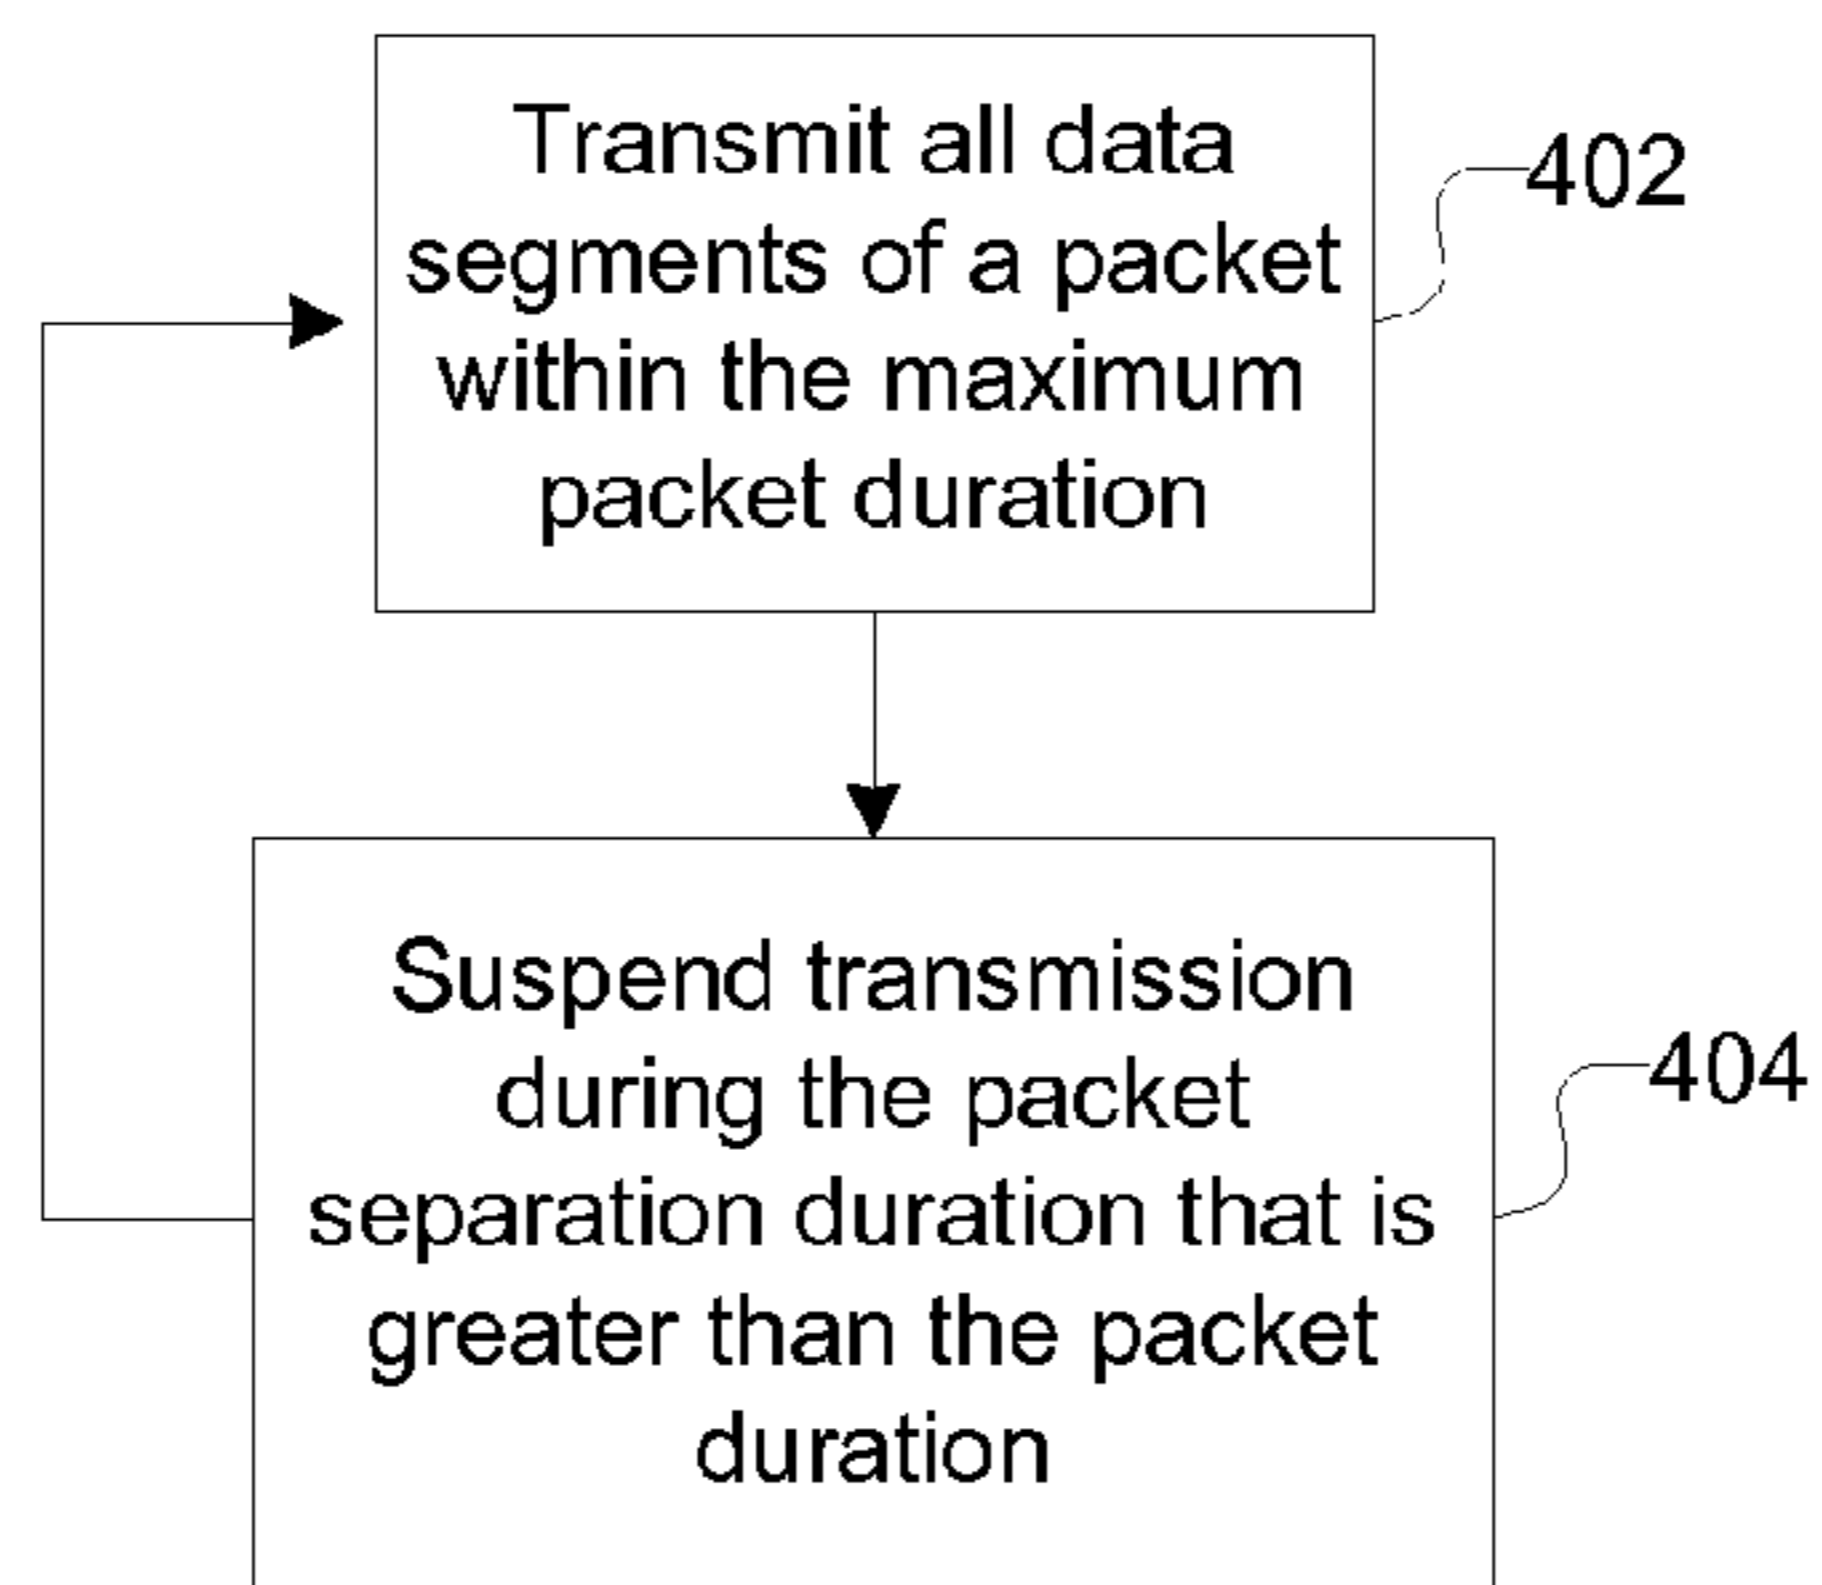 Transmit all data
segments of a packet
within the maximum
packet duration
402
Suspend transmission
during the packet
separation duration that is
greater than the packet
duration
404